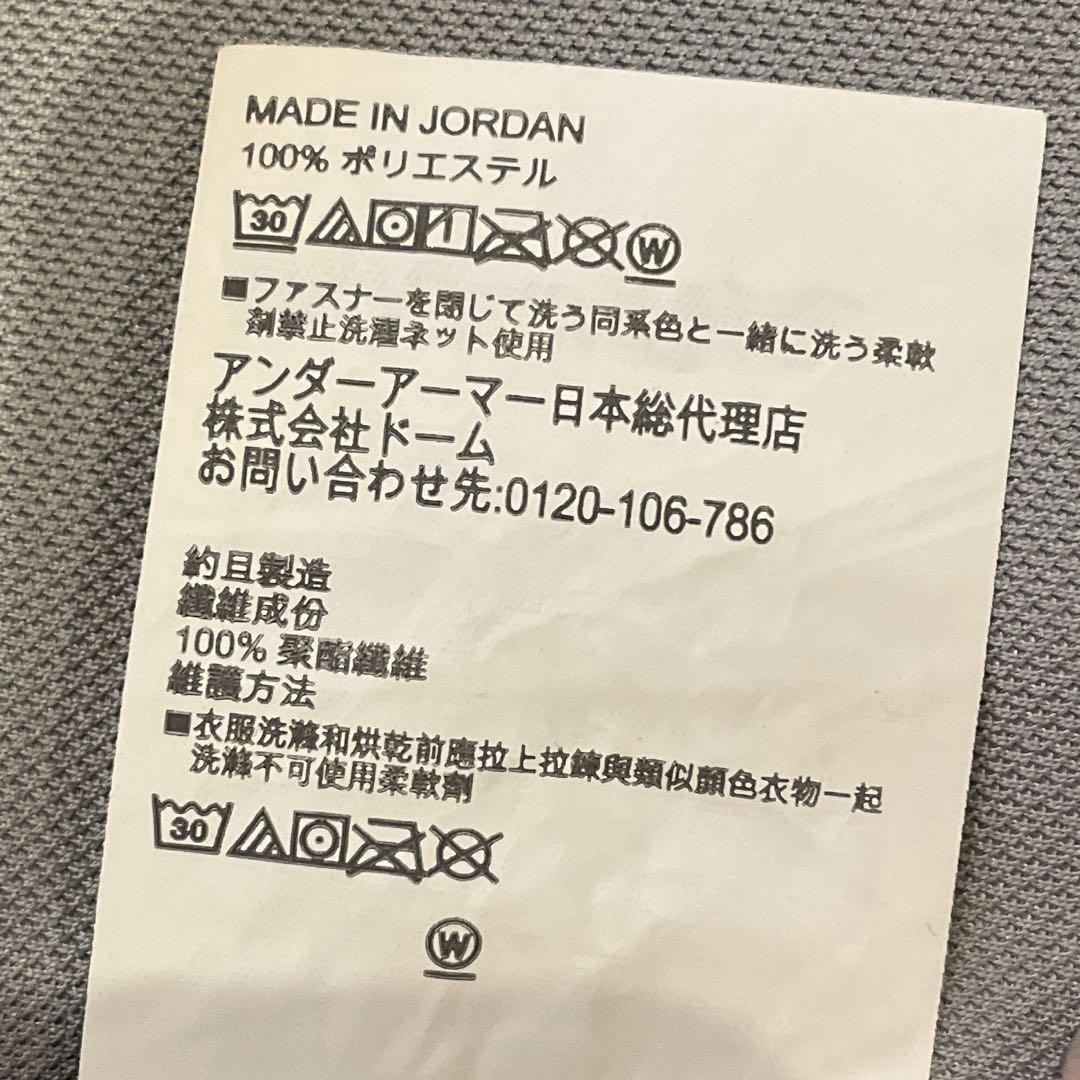 MADE IN JORDAN
100% ポリエステル
30 W
■ファスナーを閉じて洗う同系色と一緒に洗う柔軟
剤禁止洗濯ネット使用
アンダーアーマー日本総代理店
株式会社ドーム
お問い合わせ先:0120-106-786
約旦製造
纖維成份
100% 聚酯纖維
維護方法
■衣服洗滌和烘乾前應拉上拉鍊與類似顏色衣物一起
洗滌不可使用柔軟劑
30
W